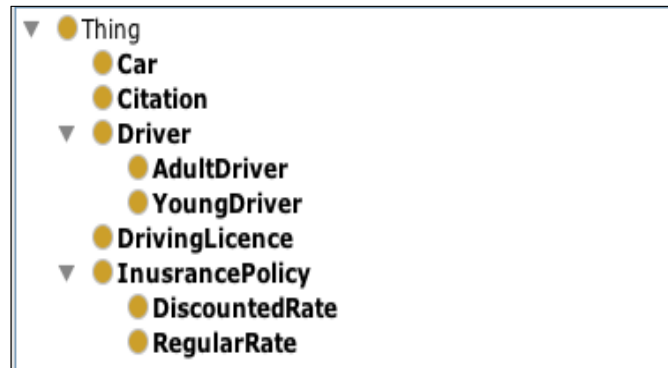 Thing
Car
Citation
Driver
AdultDriver
YoungDriver
DrivingLicence
InusrancePolicy
DiscountedRate
RegularRate